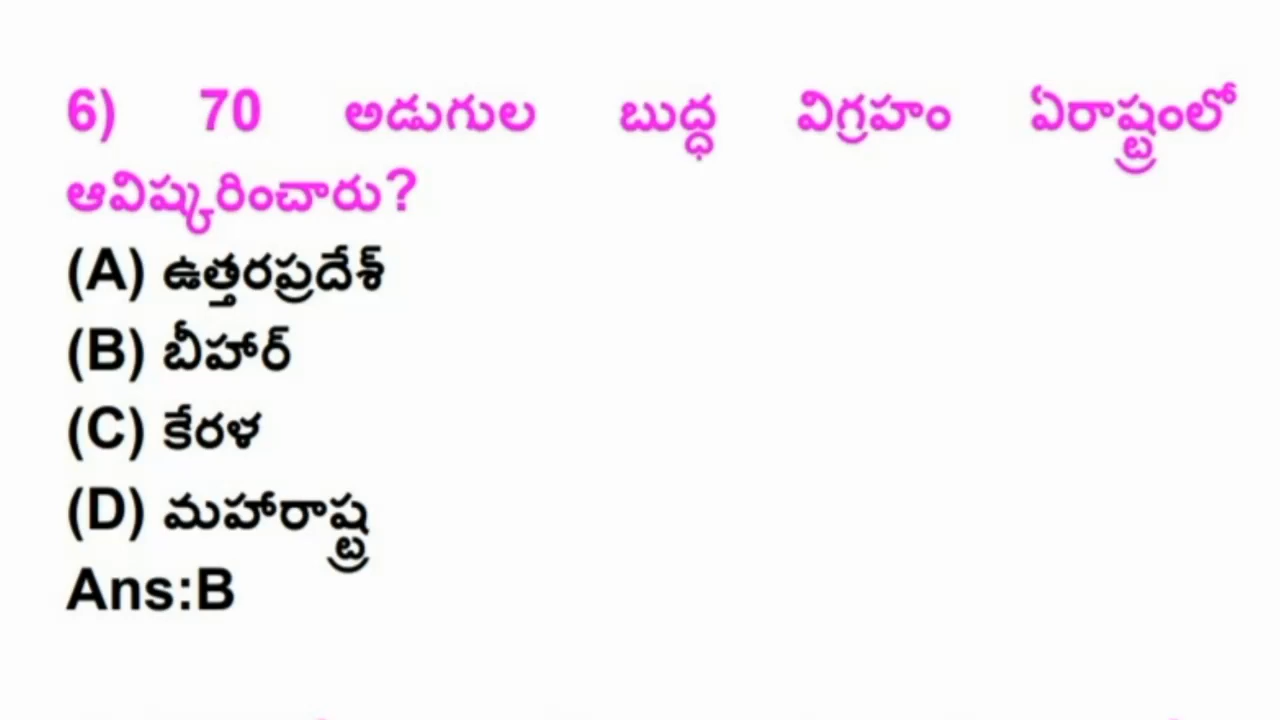 6) 70 అడుగుల బుద్ధ విగ్రహం ఏరాష్ట్రంలో
ఆవిష్కరించారు?
(A) ఉత్తరప్రదేశ్
(B) బీహార్
(C) కేరళ
(D) మహారాష్ట్ర
Ans:B